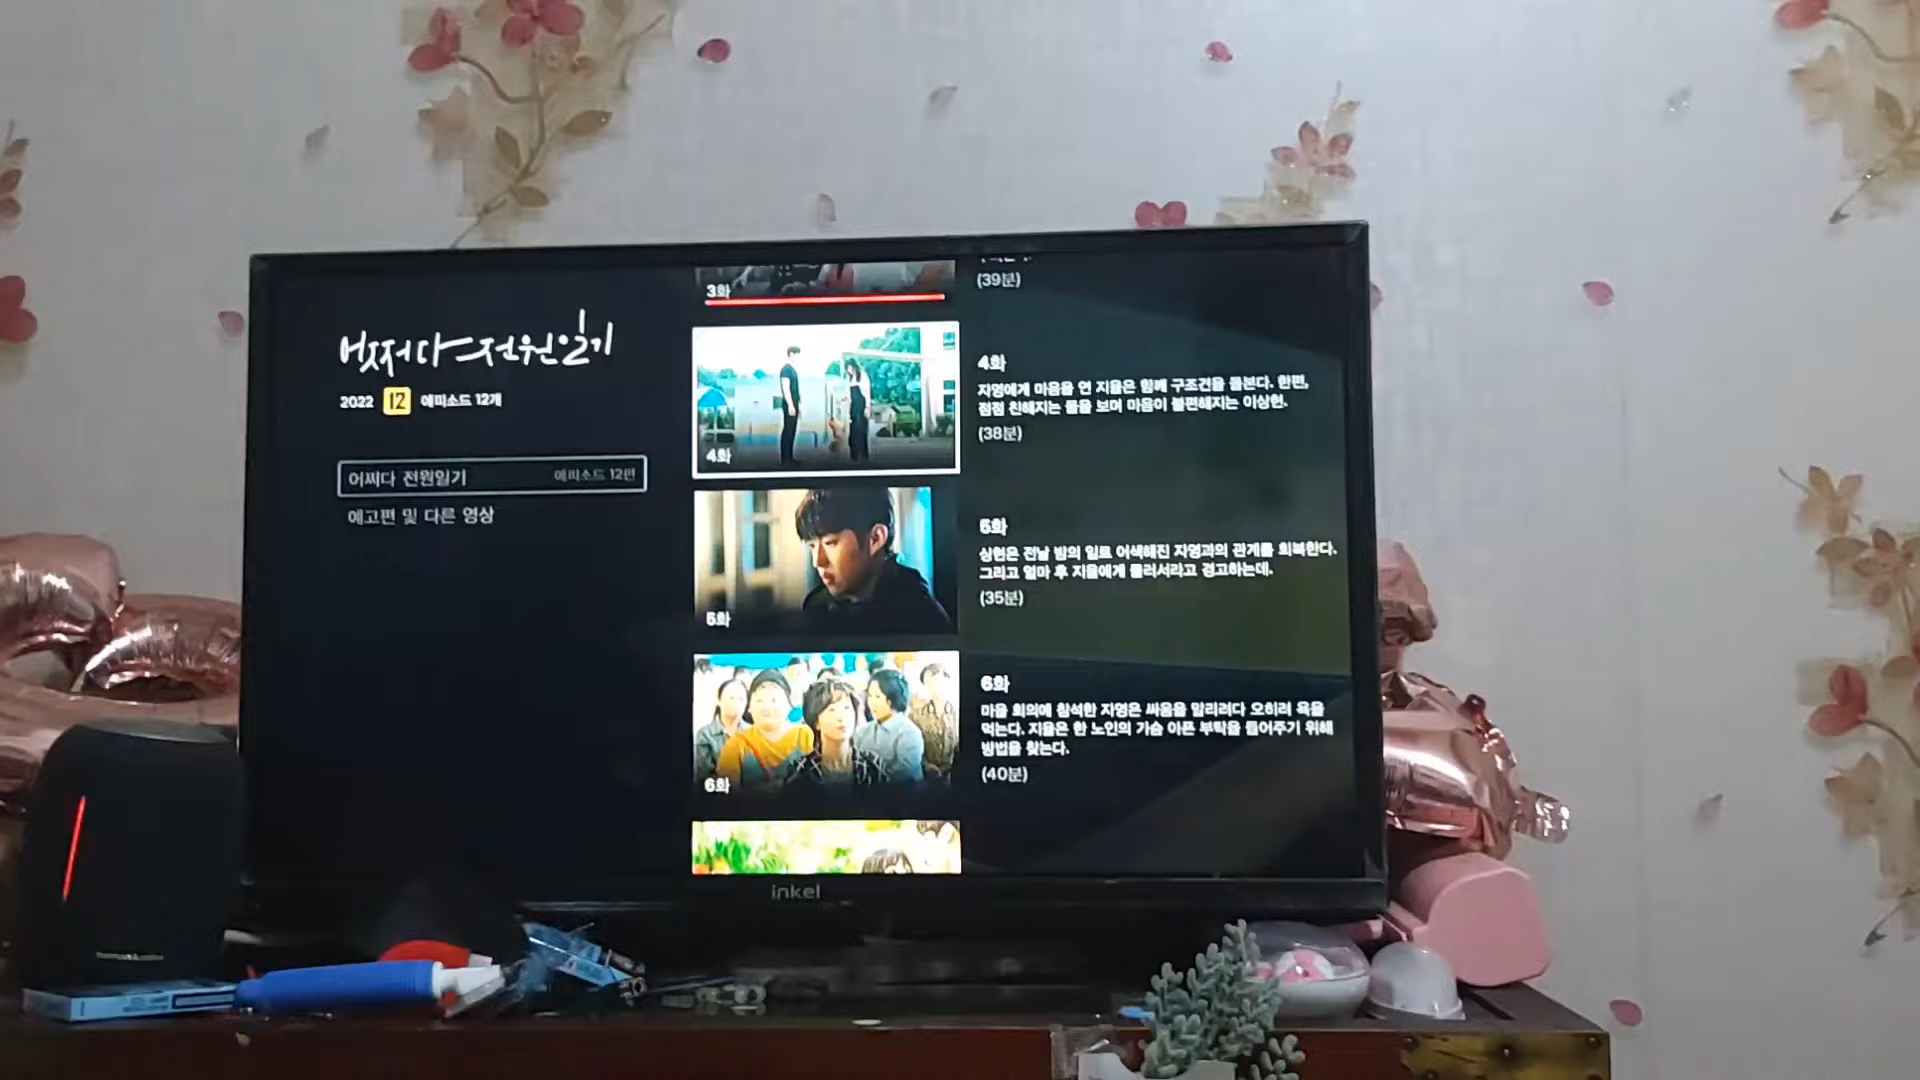 3화
(39분)
어쩌다 전원일기
2022 12 에피소드 12개
어쩌다 전원일기 에피소드 12편
예고편 및 다른 영상
4화
4화
자영에게 마음을 연 지율은 함께 구조견을 돌본다. 한편,
점점 친해지는 둘을 보며 마음이 불편해지는 이상현.
(38분)
5화
5화
상현은 전날 밤의 일로 어색해진 자영과의 관계를 회복한다.
그리고 얼마 후 지율에게 물러서라고 경고하는데.
(35분)
6화
6화
마을 회의에 참석한 자영은 싸움을 말리려다 오히려 욕을
먹는다. 지율은 한 노인의 가슴 아픈 부탁을 들어주기 위해
방법을 찾는다.
(40분)
inkel